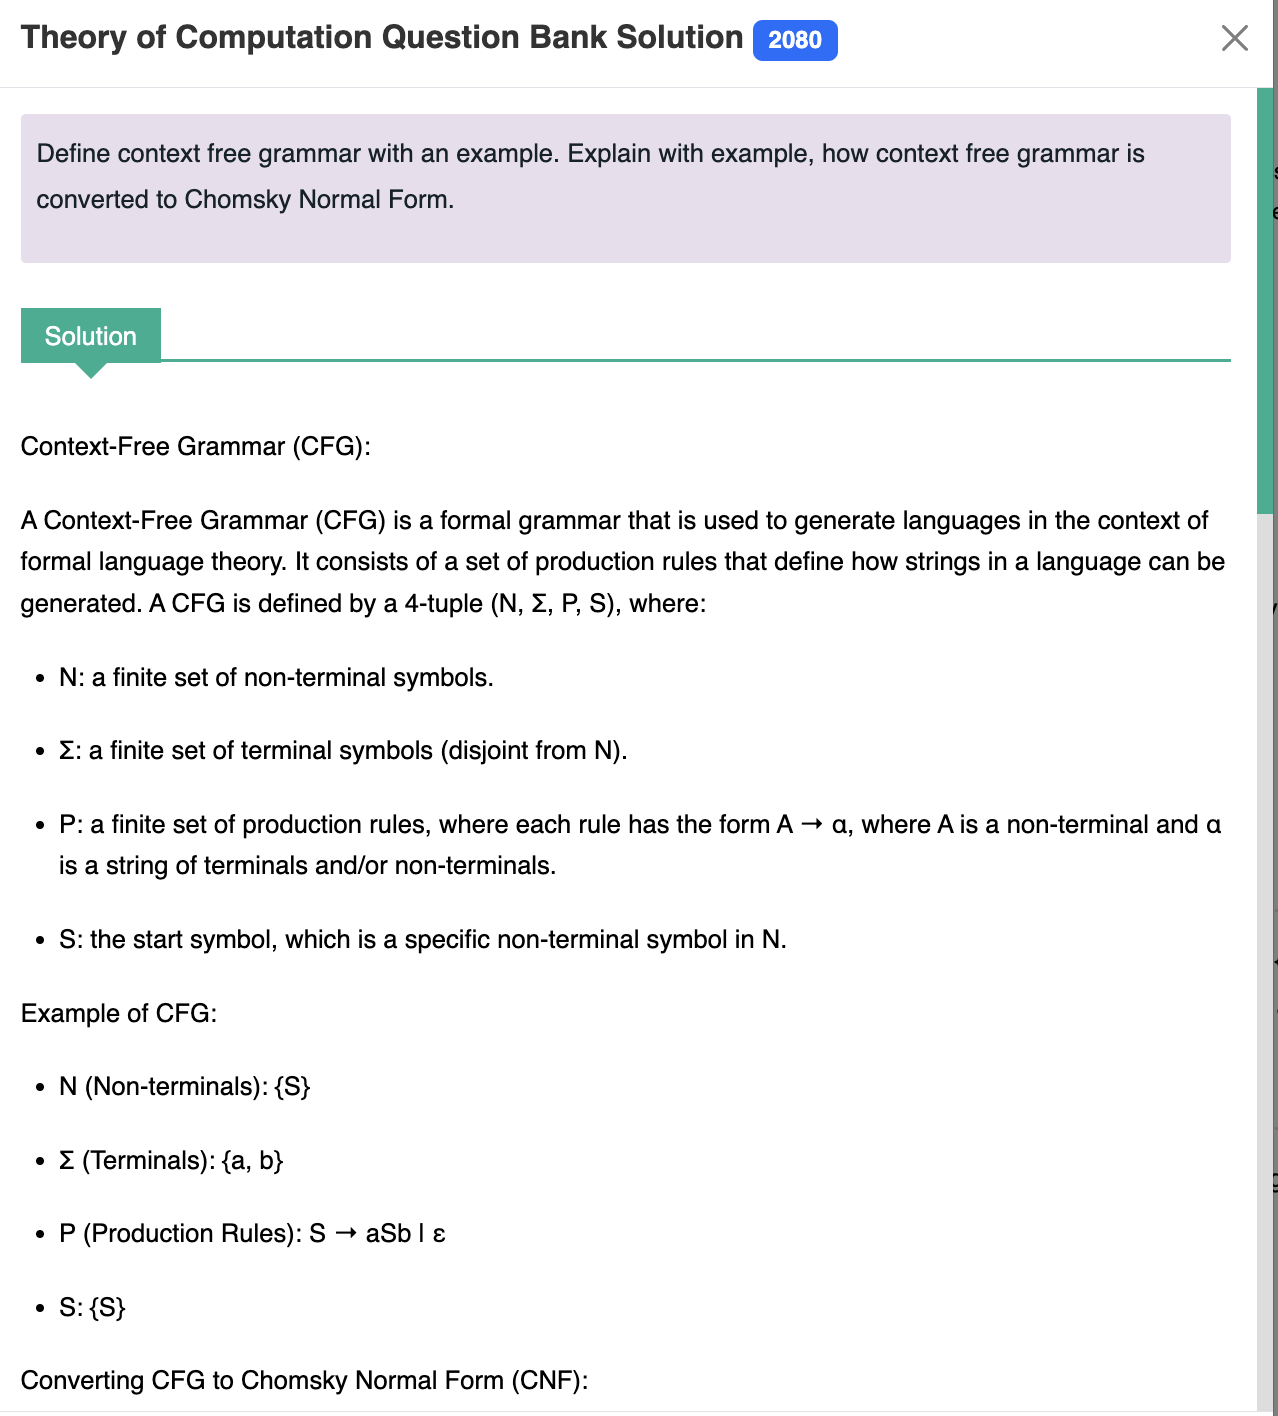 Theory of Computation Question Bank Solution 2080
Define context free grammar with an example. Explain with example, how context free grammar is
converted to Chomsky Normal Form.
Solution
Context-Free Grammar (CFG):
A Context-Free Grammar (CFG) is a formal grammar that is used to generate languages in the context of
formal language theory. It consists of a set of production rules that define how strings in a language can be
generated. A CFG is defined by a 4-tuple (N, Σ, P, S), where:
• N: a finite set of non-terminal symbols.
• Σ: a finite set of terminal symbols (disjoint from N).
• P: a finite set of production rules, where each rule has the form A → α, where A is a non-terminal and α
is a string of terminals and/or non-terminals.
• S: the start symbol, which is a specific non-terminal symbol in N.
Example of CFG:
• N (Non-terminals): {S}
• Σ (Terminals): {a, b}
• P (Production Rules): S → aSb | ε
• S: {S}
Converting CFG to Chomsky Normal Form (CNF):